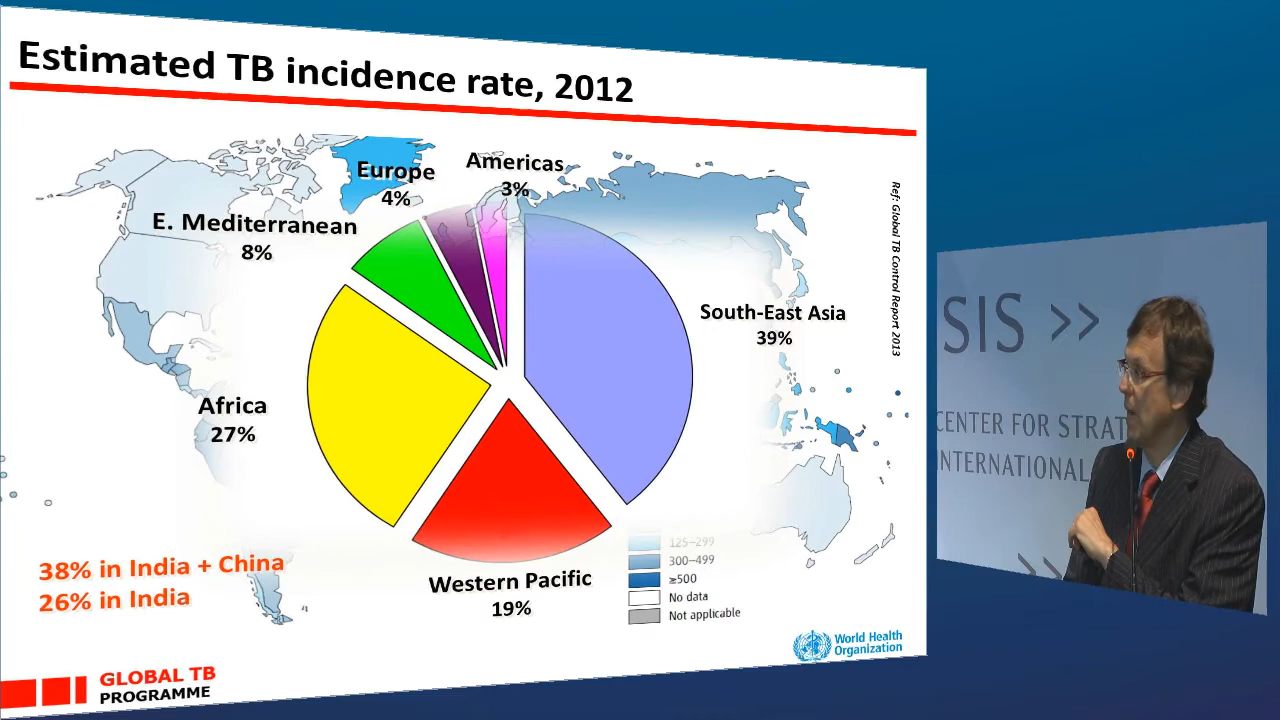 Estimated TB incidence rate, 2012
Europe
4%
Americas
3%
E. Mediterranean
8%
South-East Asia
39%
Africa
27%
Western Pacific
19%
Ref: Global TB Control Report 2013
38% in India + China
26% in India
125–299
300–499
≥500
No data
Not applicable
World Health
Organization
GLOBAL TB
PROGRAMME
SIS >>
CENTER FOR STRAT
INTERNATIONAL
>>